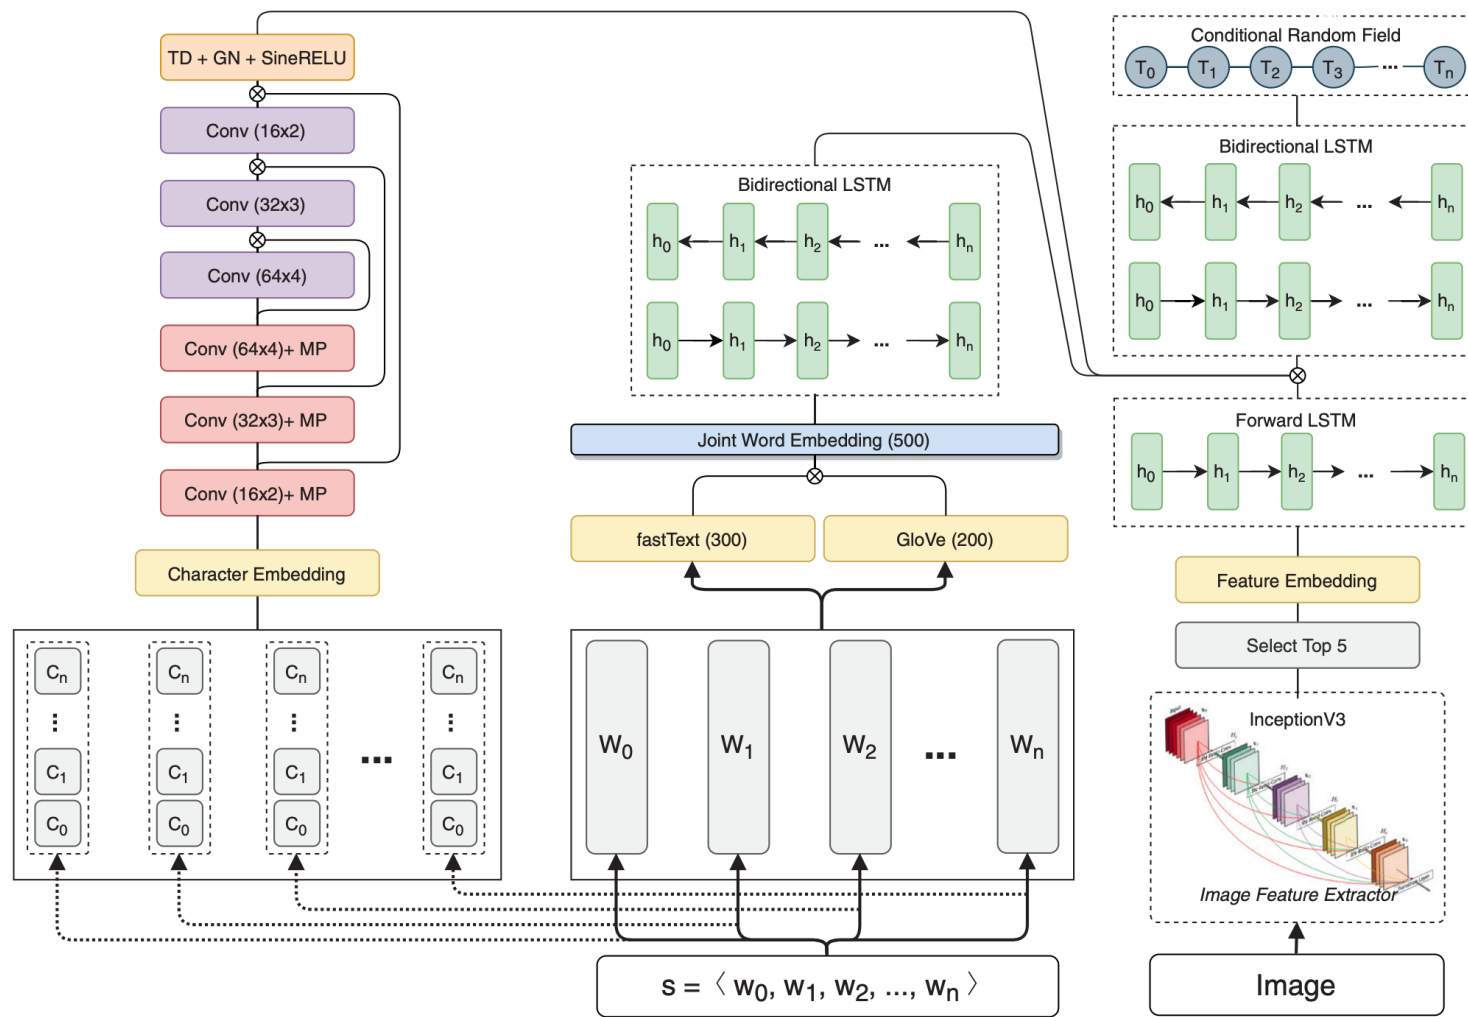 TD + GN + SineRELU
Conv (16x2)
Conv (32x3)
Conv (64x4)
Conv (64x4)+ MP
Conv (32x3)+ MP
Conv (16x2)+ MP
Character Embedding
Cn Cn Cn Cn
⋮ ⋮ ⋮ ⋮
C1 C1 C1 ... C1
C0 C0 C0 C0
Bidirectional LSTM
h0 h1 h2 ... hn
h0 h1 h2 ... hn
Joint Word Embedding (500)
fastText (300)
GloVe (200)
W0 W1 W2 ... Wn
s = 〈 w0, w1, w2, ..., wn 〉
Conditional Random Field
T0 T1 T2 T3 ... Tn
Bidirectional LSTM
h0 h1 h2 ... hn
h0 h1 h2 ... hn
Forward LSTM
h0 h1 h2 ... hn
Feature Embedding
Select Top 5
InceptionV3
Image Feature Extractor
Image